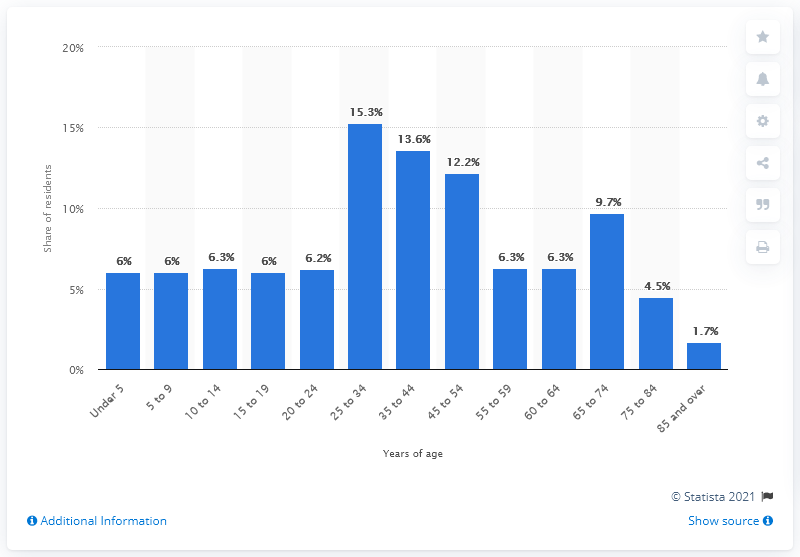 20%
15%
10%
5%
0%
Share of residents
6%
6%
6.3%
6%
6.2%
15.3%
13.6%
12.2%
6.3%
6.3%
9.7%
4.5%
1.7%
Under 5
5 to 9
10 to 14
15 to 19
20 to 24
25 to 34
35 to 44
45 to 54
55 to 59
60 to 64
65 to 74
75 to 84
85 and over
Years of age
© Statista 2021
Additional Information
Show source